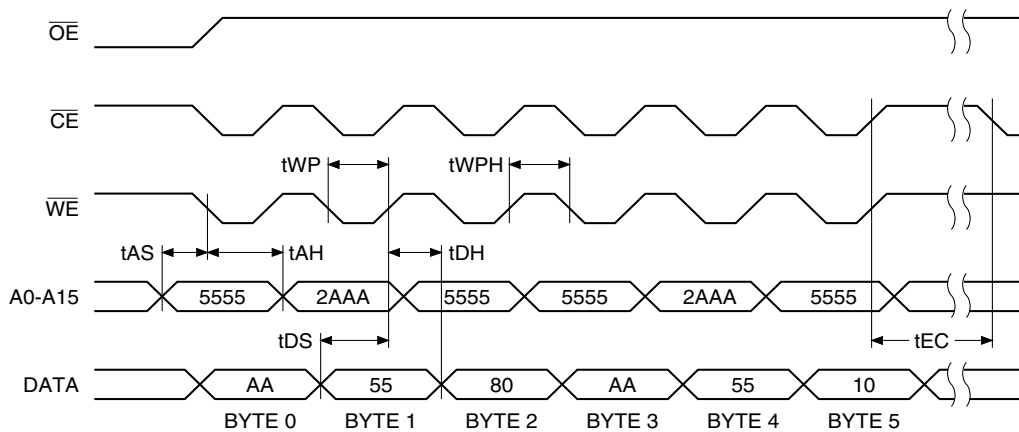 OE
CE
tWP tWPH
WE
tAS tAH tDH
A0-A15 5555 2AAA 5555 5555 2AAA 5555
tDS tEC
DATA AA 55 80 AA 55 10
BYTE 0 BYTE 1 BYTE 2 BYTE 3 BYTE 4 BYTE 5